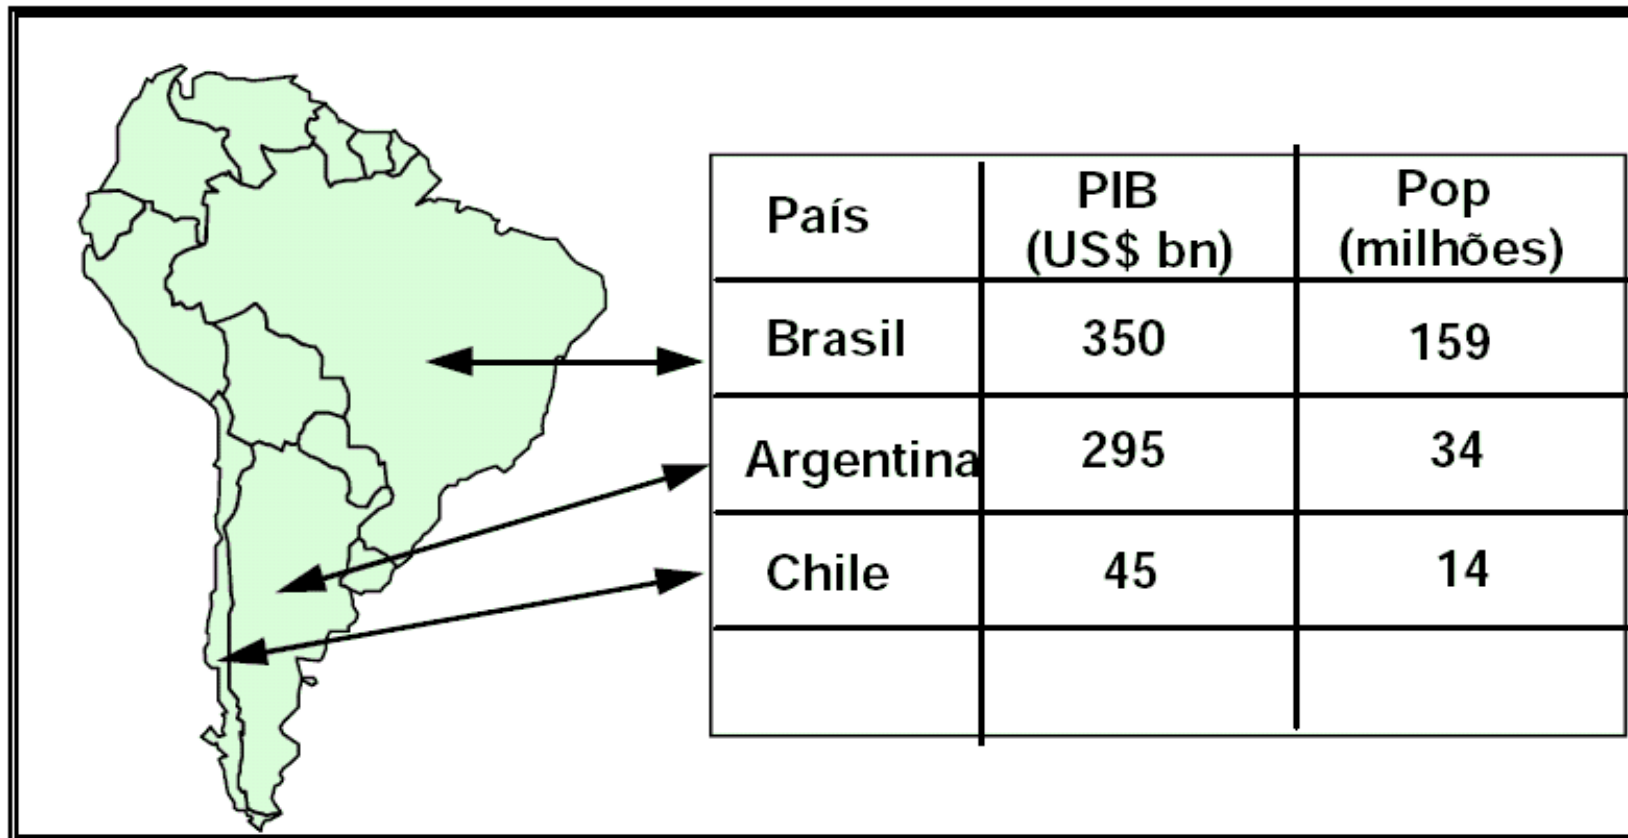 País
PIB
(US$ bn)
Pop
(milhões)
Brasil 350 159
Argentina 295 34
Chile 45 14